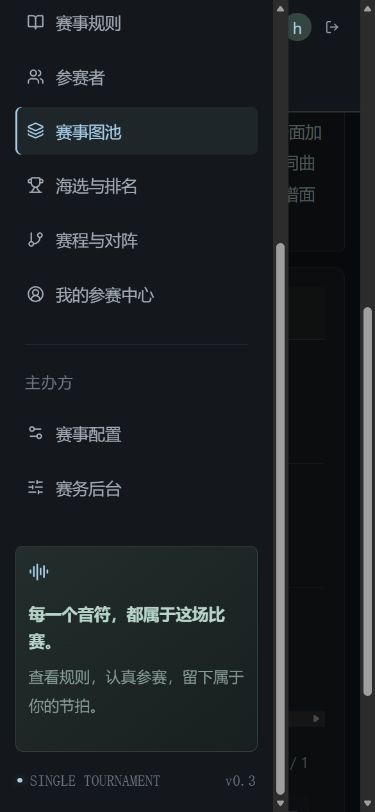 赛事规则
h
参赛者
赛事图池
面加
同曲
谱面
海选与排名
赛程与对阵
我的参赛中心
主办方
赛事配置
赛务后台
每一个音符，都属于这场比
赛。
查看规则，认真参赛，留下属于
你的节拍。
/ 1
SINGLE TOURNAMENT
v0.3